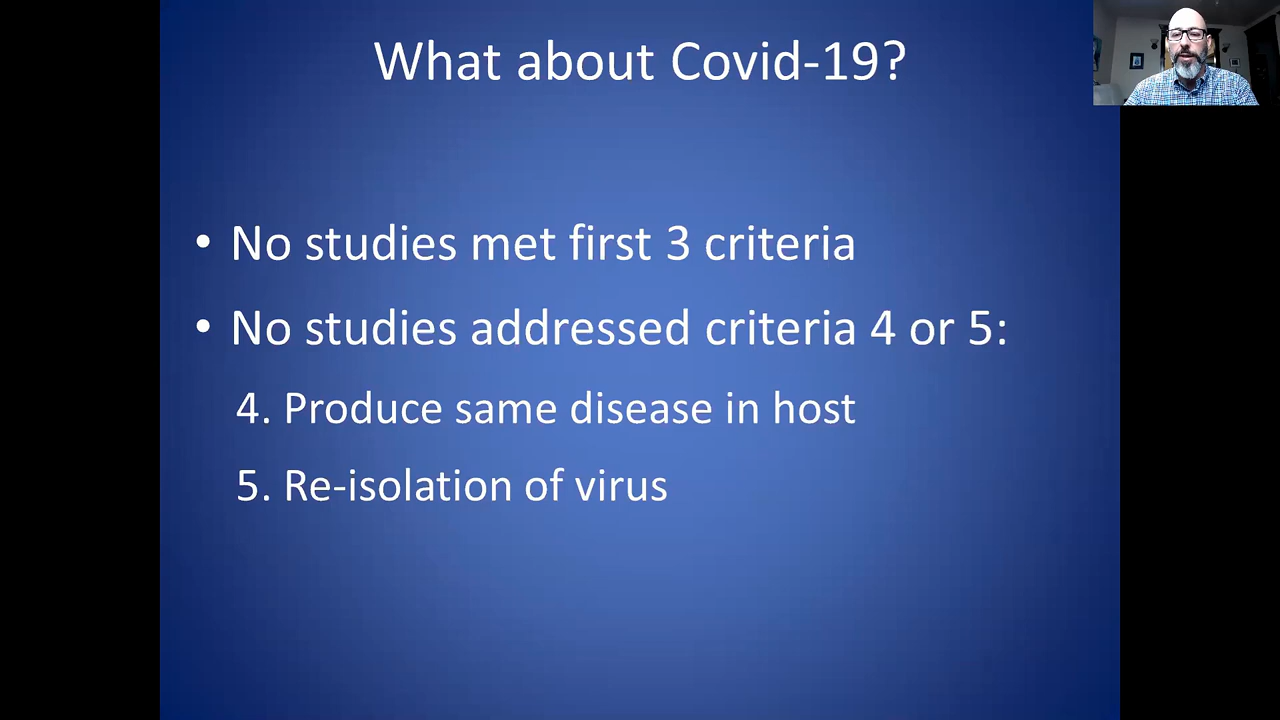 What about Covid-19?
• No studies met first 3 criteria
• No studies addressed criteria 4 or 5:
4. Produce same disease in host
5. Re-isolation of virus